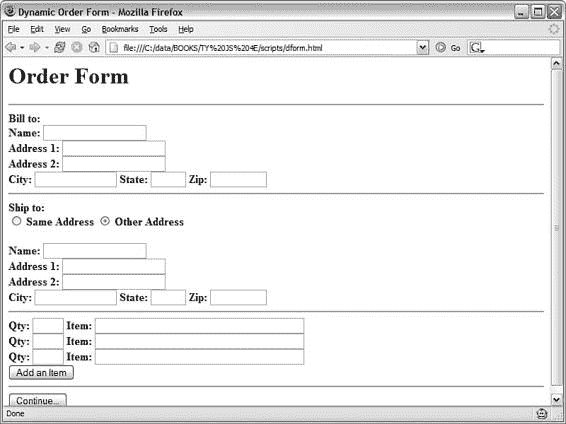 Dynamic Order Form - Mozilla Firefox
File Edit View Go Bookmarks Tools Help
file:///C:/data/BOOKS/TY%20JS%204E/scripts/dform.html Go G
Order Form
Bill to:
Name:
Address 1:
Address 2:
City: State: Zip:
Ship to:
Same Address Other Address
Name:
Address 1:
Address 2:
City: State: Zip:
Qty: Item:
Qty: Item:
Qty: Item:
Add an Item
Continue...
Done